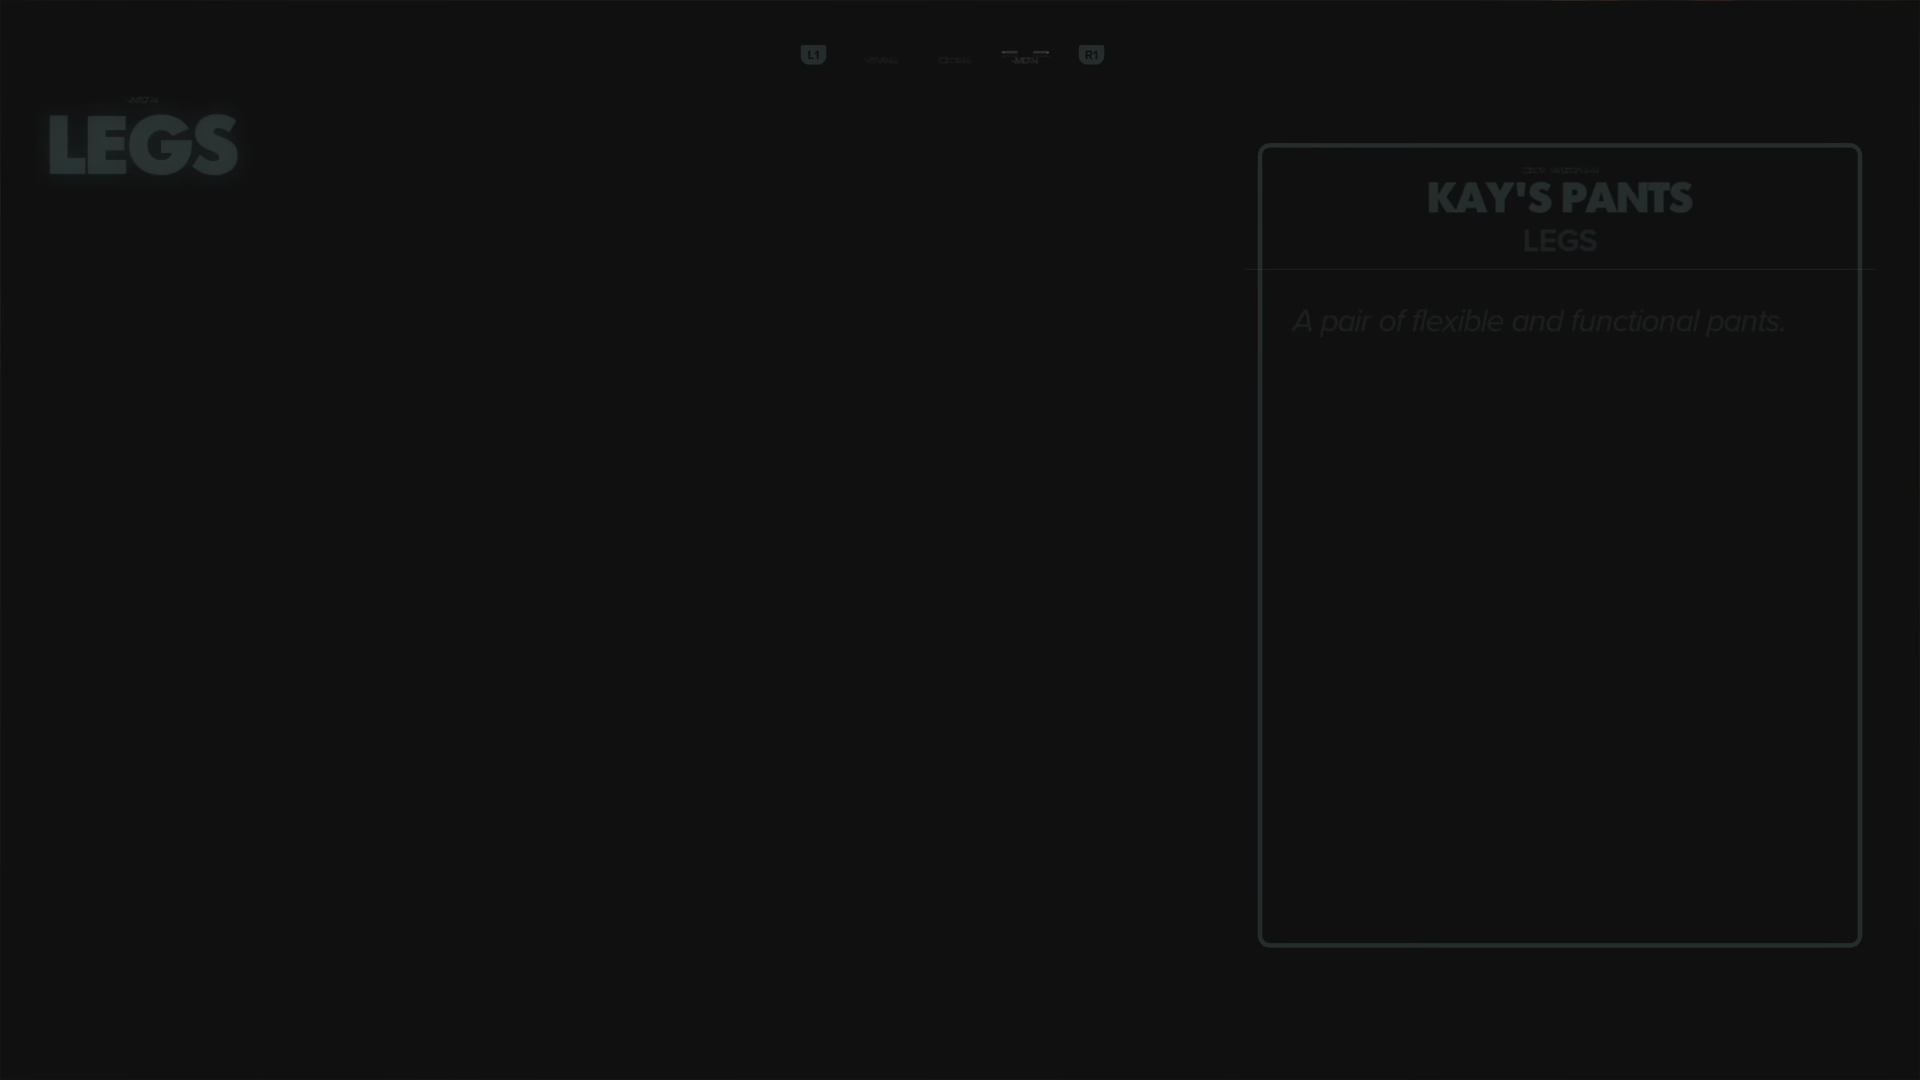 L1
R1
LEGS
KAY'S PANTS
LEGS
A pair of flexible and functional pants.